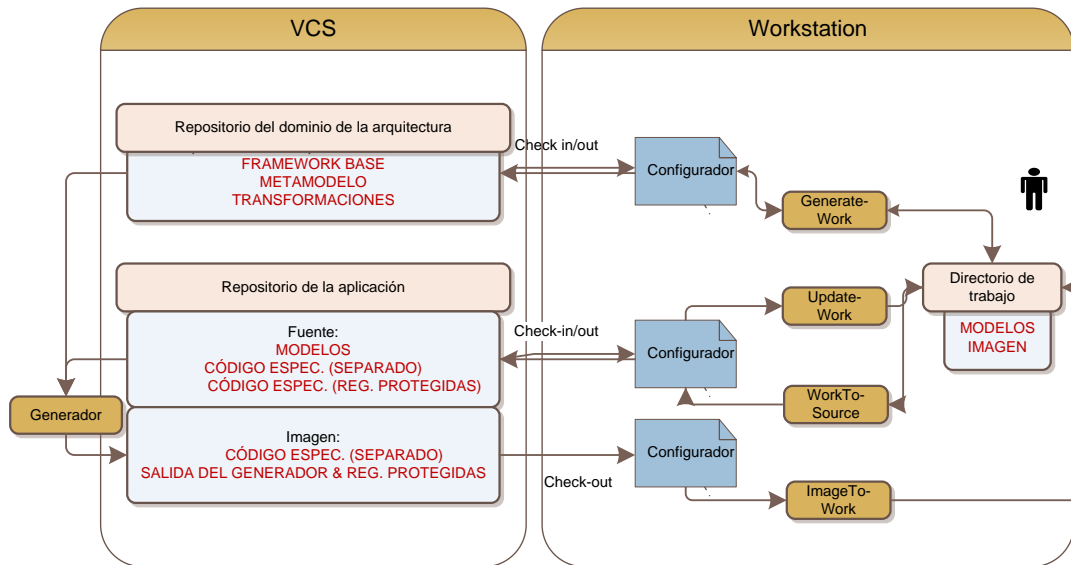 VCS
Workstation
Repositorio del dominio de la arquitectura
FRAMEWORK BASE
METAMODELO
TRANSFORMACIONES
Check in/out
Configurador
Generate-
Work
Repositorio de la aplicación
Fuente:
MODELOS
CÓDIGO ESPEC. (SEPARADO)
CÓDIGO ESPEC. (REG. PROTEGIDAS)
Check-in/out
Configurador
Update-
Work
Directorio de
trabajo
MODELOS
IMAGEN
WorkTo-
Source
Generador
Imagen:
CÓDIGO ESPEC. (SEPARADO)
SALIDA DEL GENERADOR & REG. PROTEGIDAS
Check-out
Configurador
ImageTo-
Work